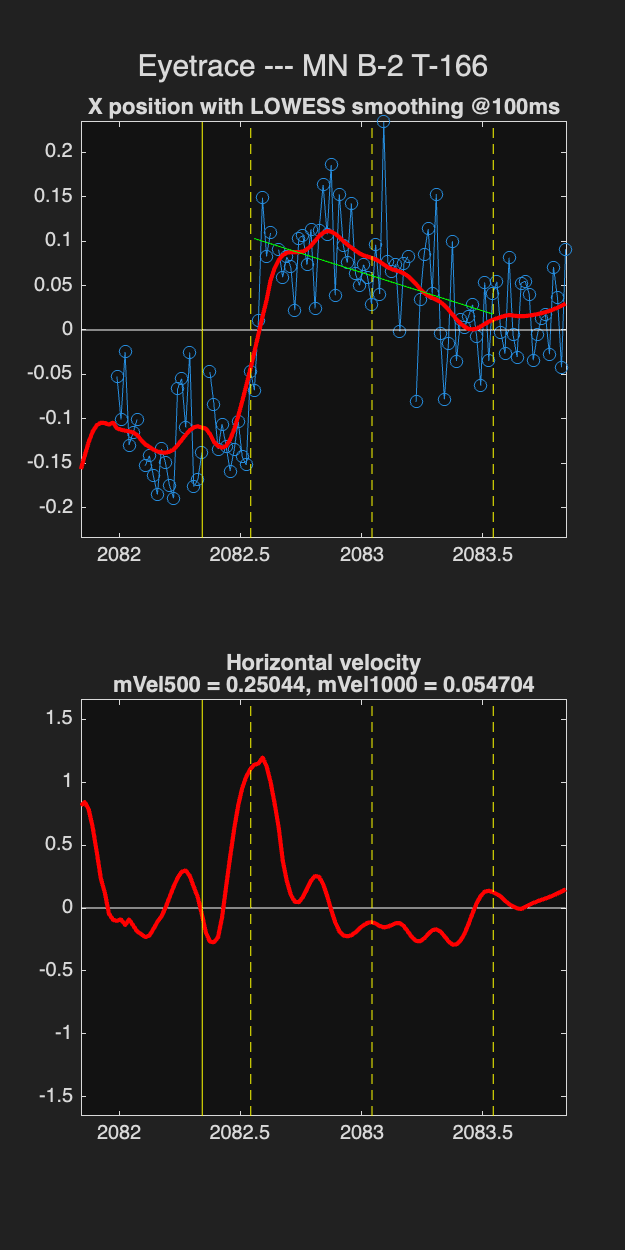 Eyetrace --- MN B-2 T-166
X position with LOWESS smoothing @100ms
0.2
0.15
0.1
0.05
0
-0.05
-0.1
-0.15
-0.2
2082 2082.5 2083 2083.5
Horizontal velocity
mVel500 = 0.25044, mVel1000 = 0.054704
1.5
1
0.5
0
-0.5
-1
-1.5
2082 2082.5 2083 2083.5